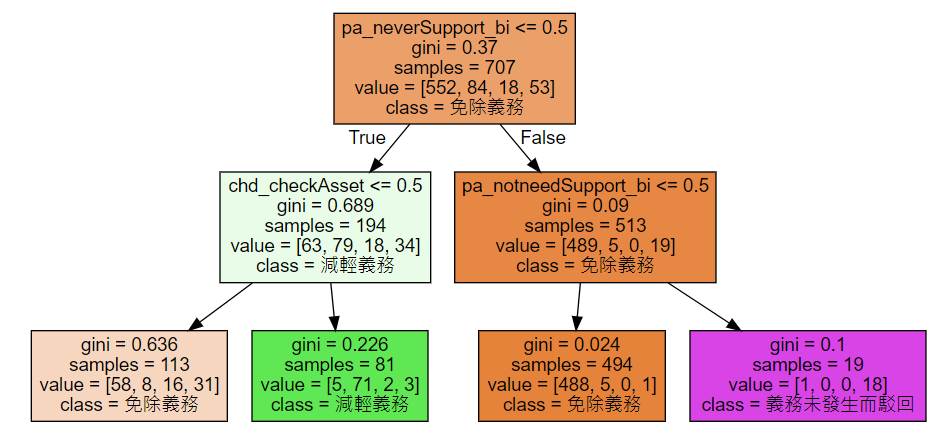 pa_neverSupport_bi <= 0.5
gini = 0.37
samples = 707
value = [552, 84, 18, 53]
class = 免除義務
True
False
chd_checkAsset <= 0.5
gini = 0.689
samples = 194
value = [63, 79, 18, 34]
class = 減輕義務
pa_notneedSupport_bi <= 0.5
gini = 0.09
samples = 513
value = [489, 5, 0, 19]
class = 免除義務
gini = 0.636
samples = 113
value = [58, 8, 16, 31]
class = 免除義務
gini = 0.226
samples = 81
value = [5, 71, 2, 3]
class = 減輕義務
gini = 0.024
samples = 494
value = [488, 5, 0, 1]
class = 免除義務
gini = 0.1
samples = 19
value = [1, 0, 0, 18]
class = 義務未發生而駁回